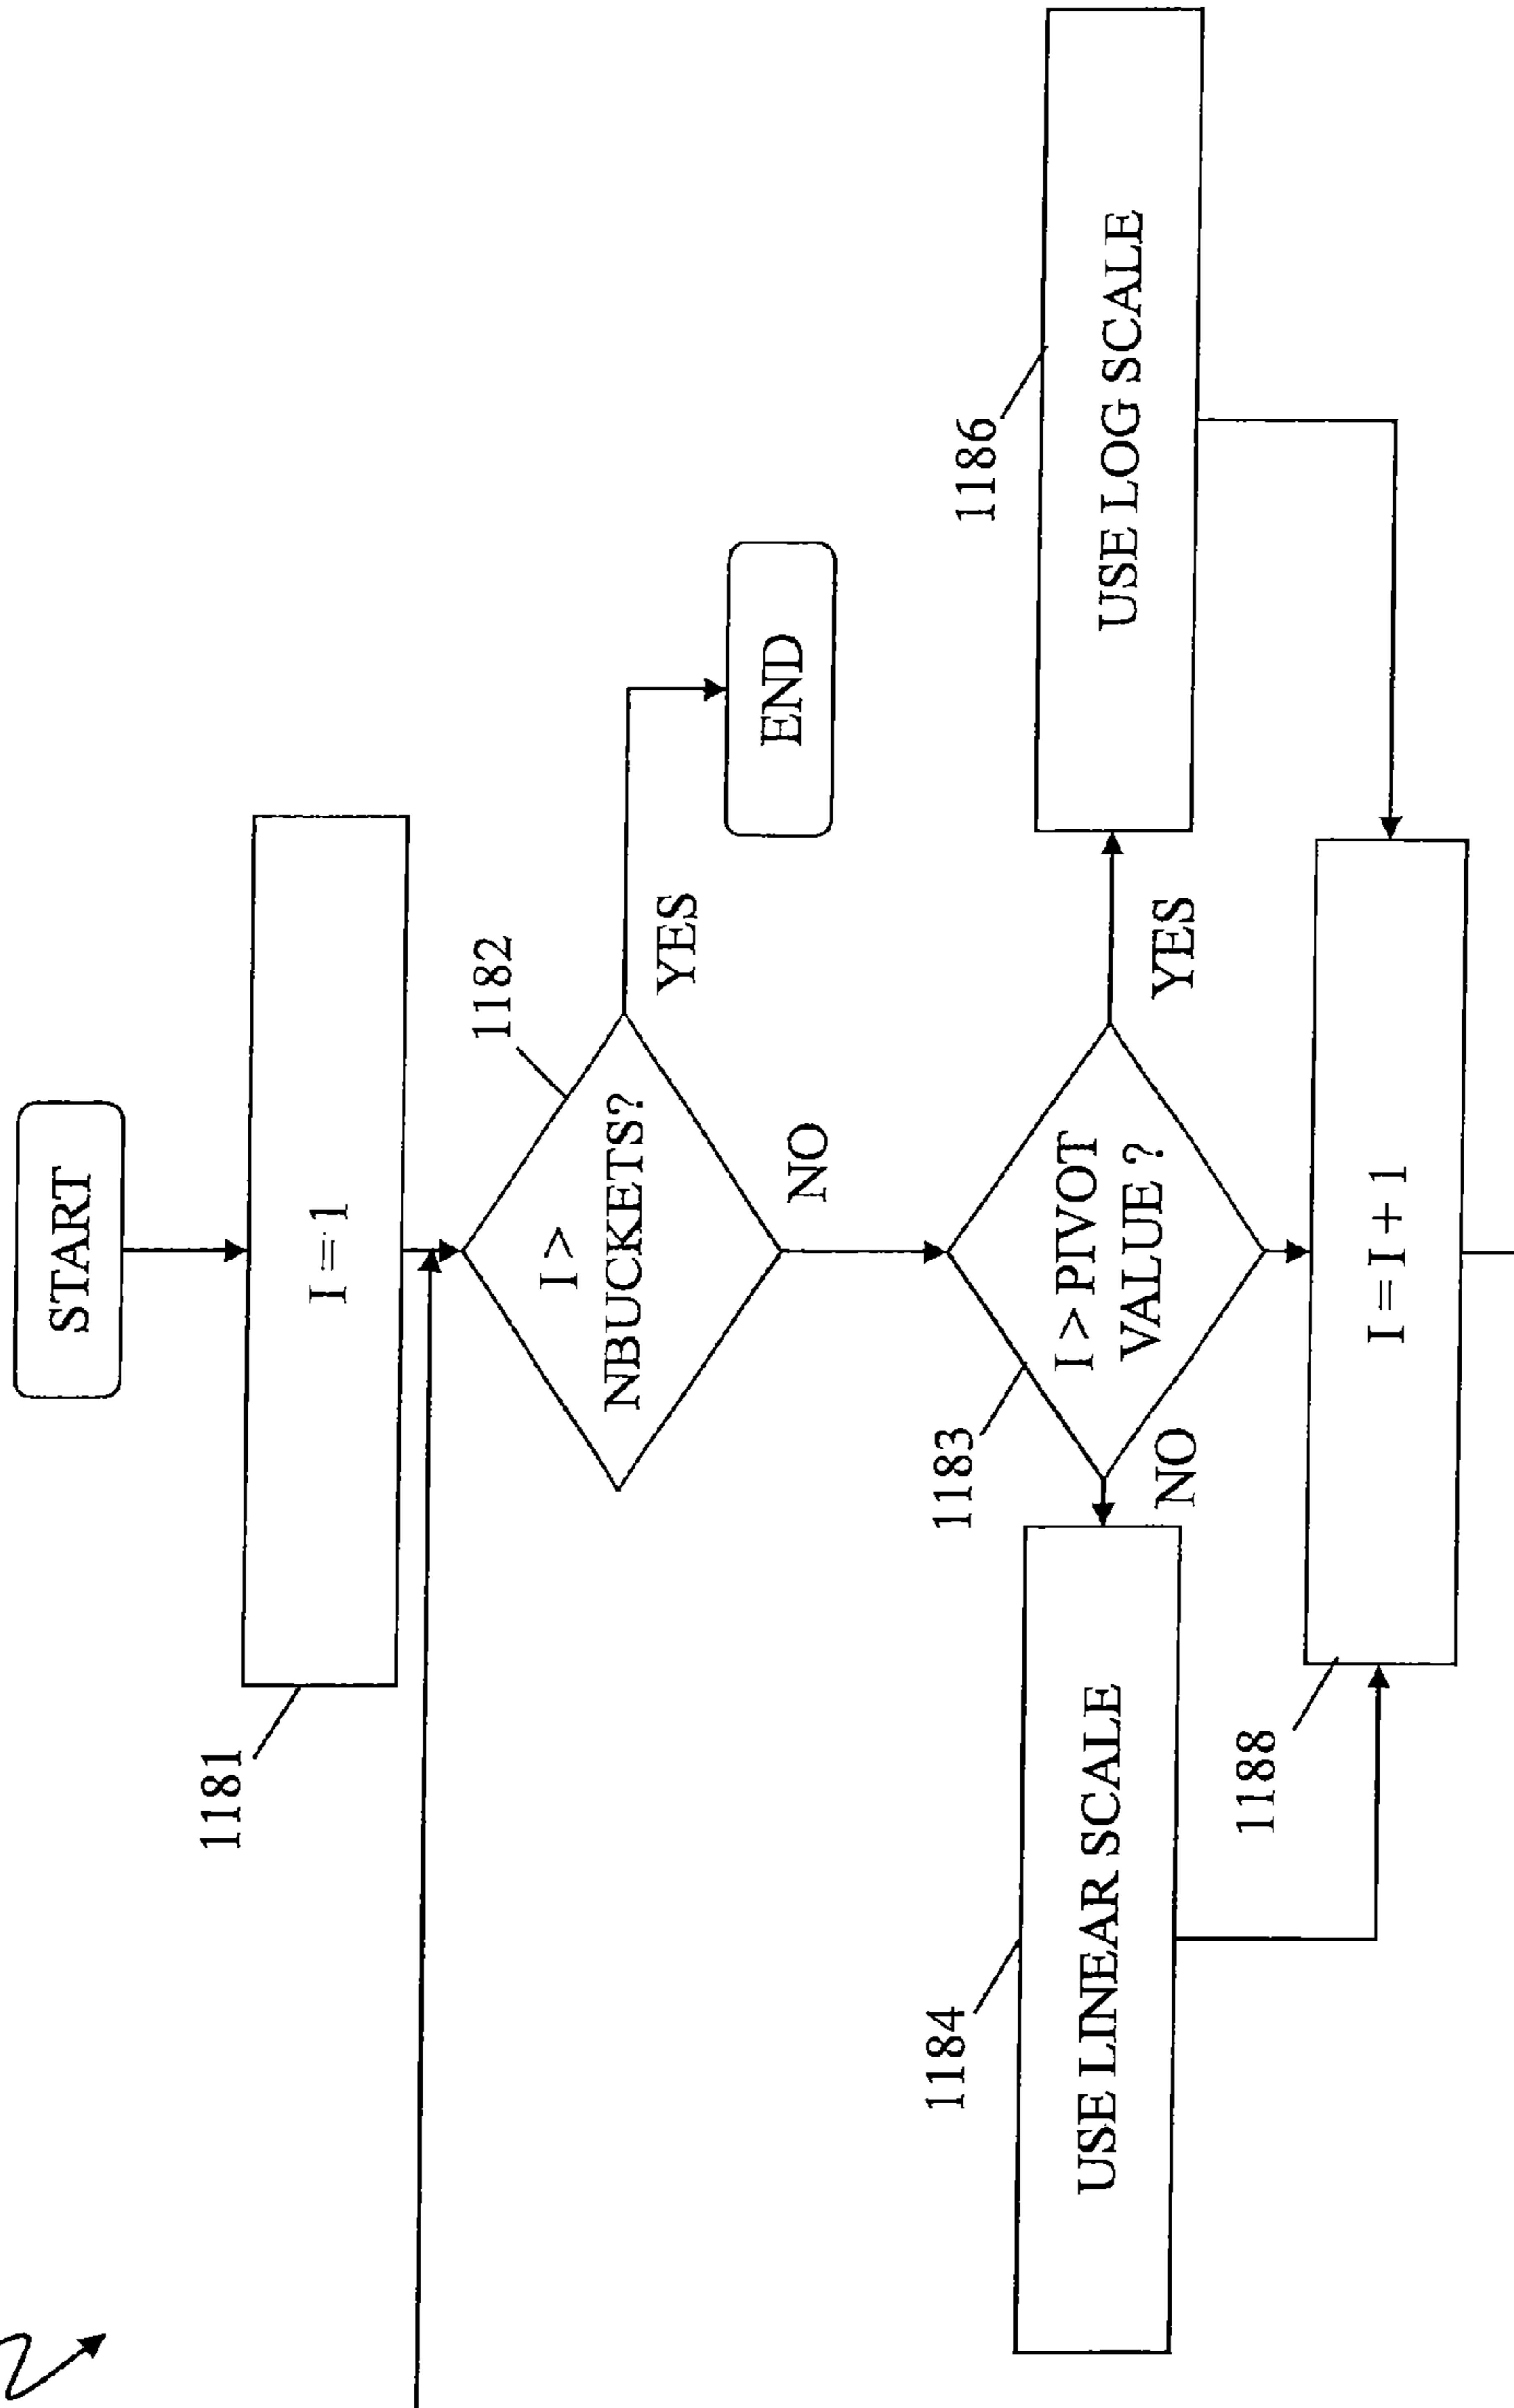 START
1181
I = 1
1182
I >
NBUCKETS?
YES
END
NO
1183
I > PIVOT
VALUE ?
NO
YES
1184
USE LINEAR SCALE
1186
USE LOG SCALE
1188
I = I + 1